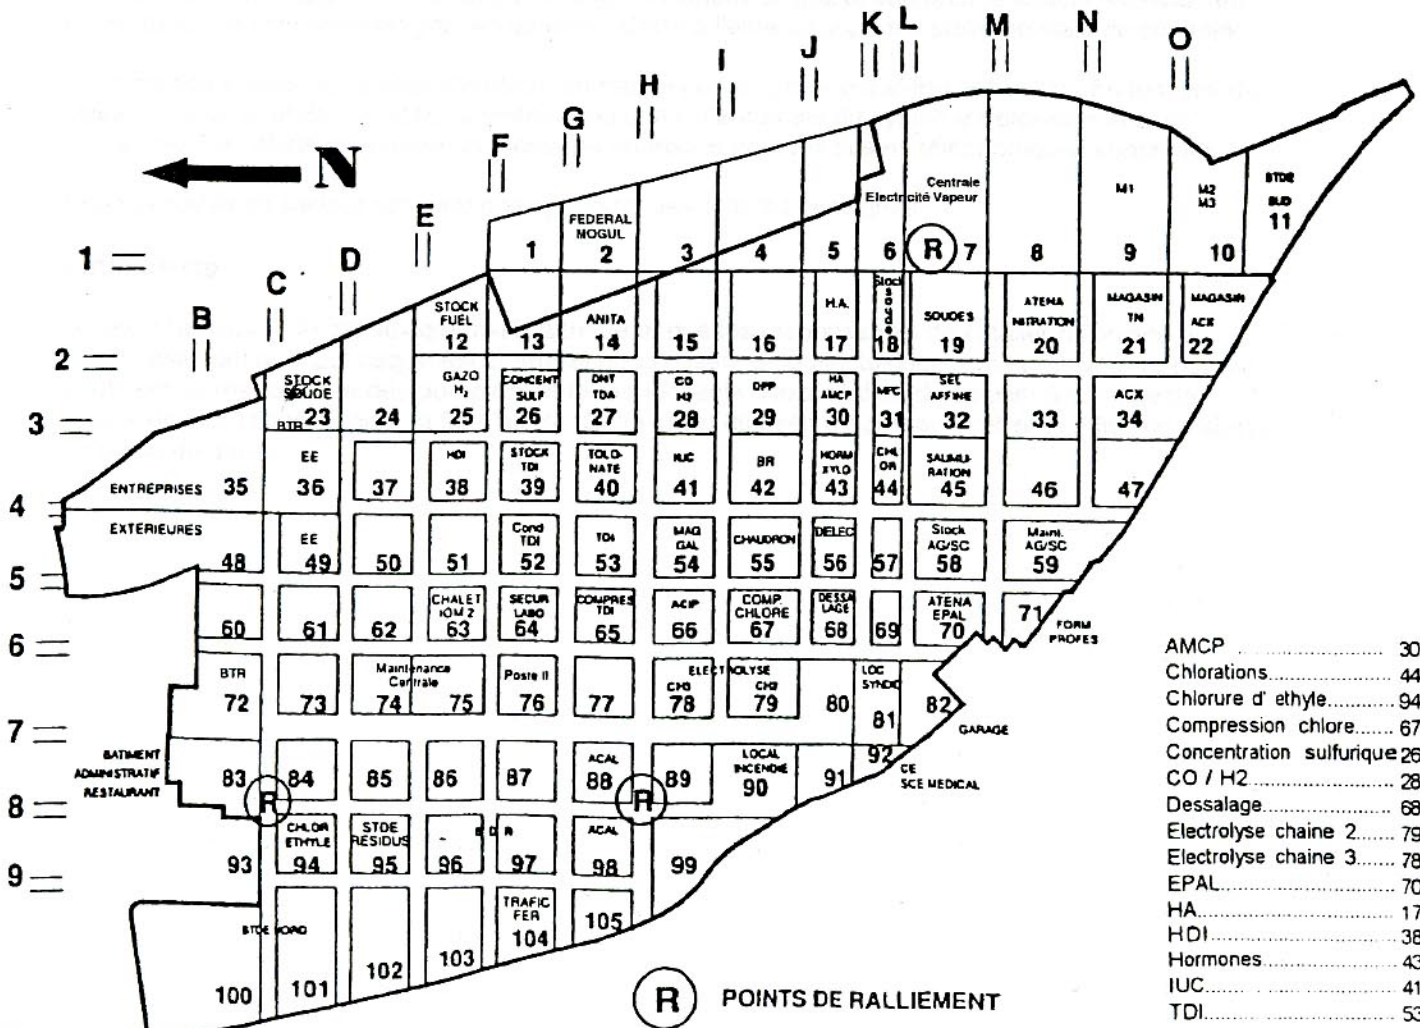 K L
M N O
J
I
H
G
F
E
D
C
B
N
1
2
3
4
5
6
7
8
9
1
FEDERAL
MOGUL
2
3
4
5
6
Centrale
Electricité Vapeur
R
7
8
M1
9
M2
M3
10
STDE
SUD
11
STOCK
FUEL
12
13
ANITA
14
15
16
H.A.
17
Stock
soude
18
SOUDES
19
ATENA
NITRATION
20
MAGASIN
TN
21
MAGASIN
ACX
22
STOCK
SOUDE
BTR 23
24
GAZO
H2
25
CONCENT
SULF
26
DNT
TDA
27
CO
H2
28
DPP
29
HA
AMCP
30
MFC
31
SEL
AFFINE
32
33
ACX
34
ENTREPRISES 35
EE
36
37
HDI
38
STOCK
TDI
39
TOLO-
NATE
40
IUC
41
BR
42
HORM
XYLO
43
CHL
OR
44
SAUMU-
RATION
45
46
47
EXTERIEURES
48
EE
49
50
51
Cond
TDI
52
TDI
53
MAG
GAL
54
CHAUDRON
55
DIELEC
56
57
Stock
AG/SC
58
Maint.
AG/SC
59
60
61
62
CHALET
IOM 2
63
SECUR
LABO
64
COMPRES
TDI
65
ACIP
66
COMP.
CHLORE
67
DESSA
LAGE
68
69
ATENA
EPAL
70
71
FORM
PROFES
BTR
72
73
Maintenance
Centrale
74
75
Poste II
76
77
ELECTROLYSE
CH3
78
CH2
79
80
LOC
SYNDIC
81
82
GARAGE
BATIMENT
ADMINISTRATIF
RESTAURANT
83
R
84
85
86
87
ACAL
88
R
89
LOCAL
INCENDIE
90
91
92
CE
SCE MEDICAL
93
CHLOR
ETHYLE
94
STDE
RESIDUS
95
B D R
96
97
ACAL
98
99
STDE NORD
100
101
102
103
TRAFIC
FER
104
105
R POINTS DE RALLIEMENT
AMCP 30
Chlorations 44
Chlorure d' ethyle 94
Compression chlore 67
Concentration sulfurique 26
CO / H2 28
Dessalage 68
Electrolyse chaine 2 79
Electrolyse chaine 3 78
EPAL 70
HA 17
HDI 38
Hormones 43
IUC 41
TDI 53